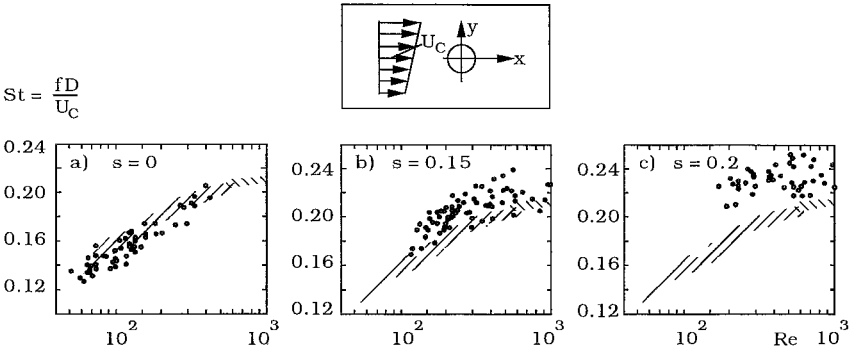 y
U_C
x
St = fD/U_C
0.24
0.20
0.16
0.12
a) s = 0
10^2
10^3
0.24
0.20
0.16
0.12
b) s = 0.15
10^2
10^3
0.24
0.20
0.16
0.12
c) s = 0.2
10^2
Re
10^3